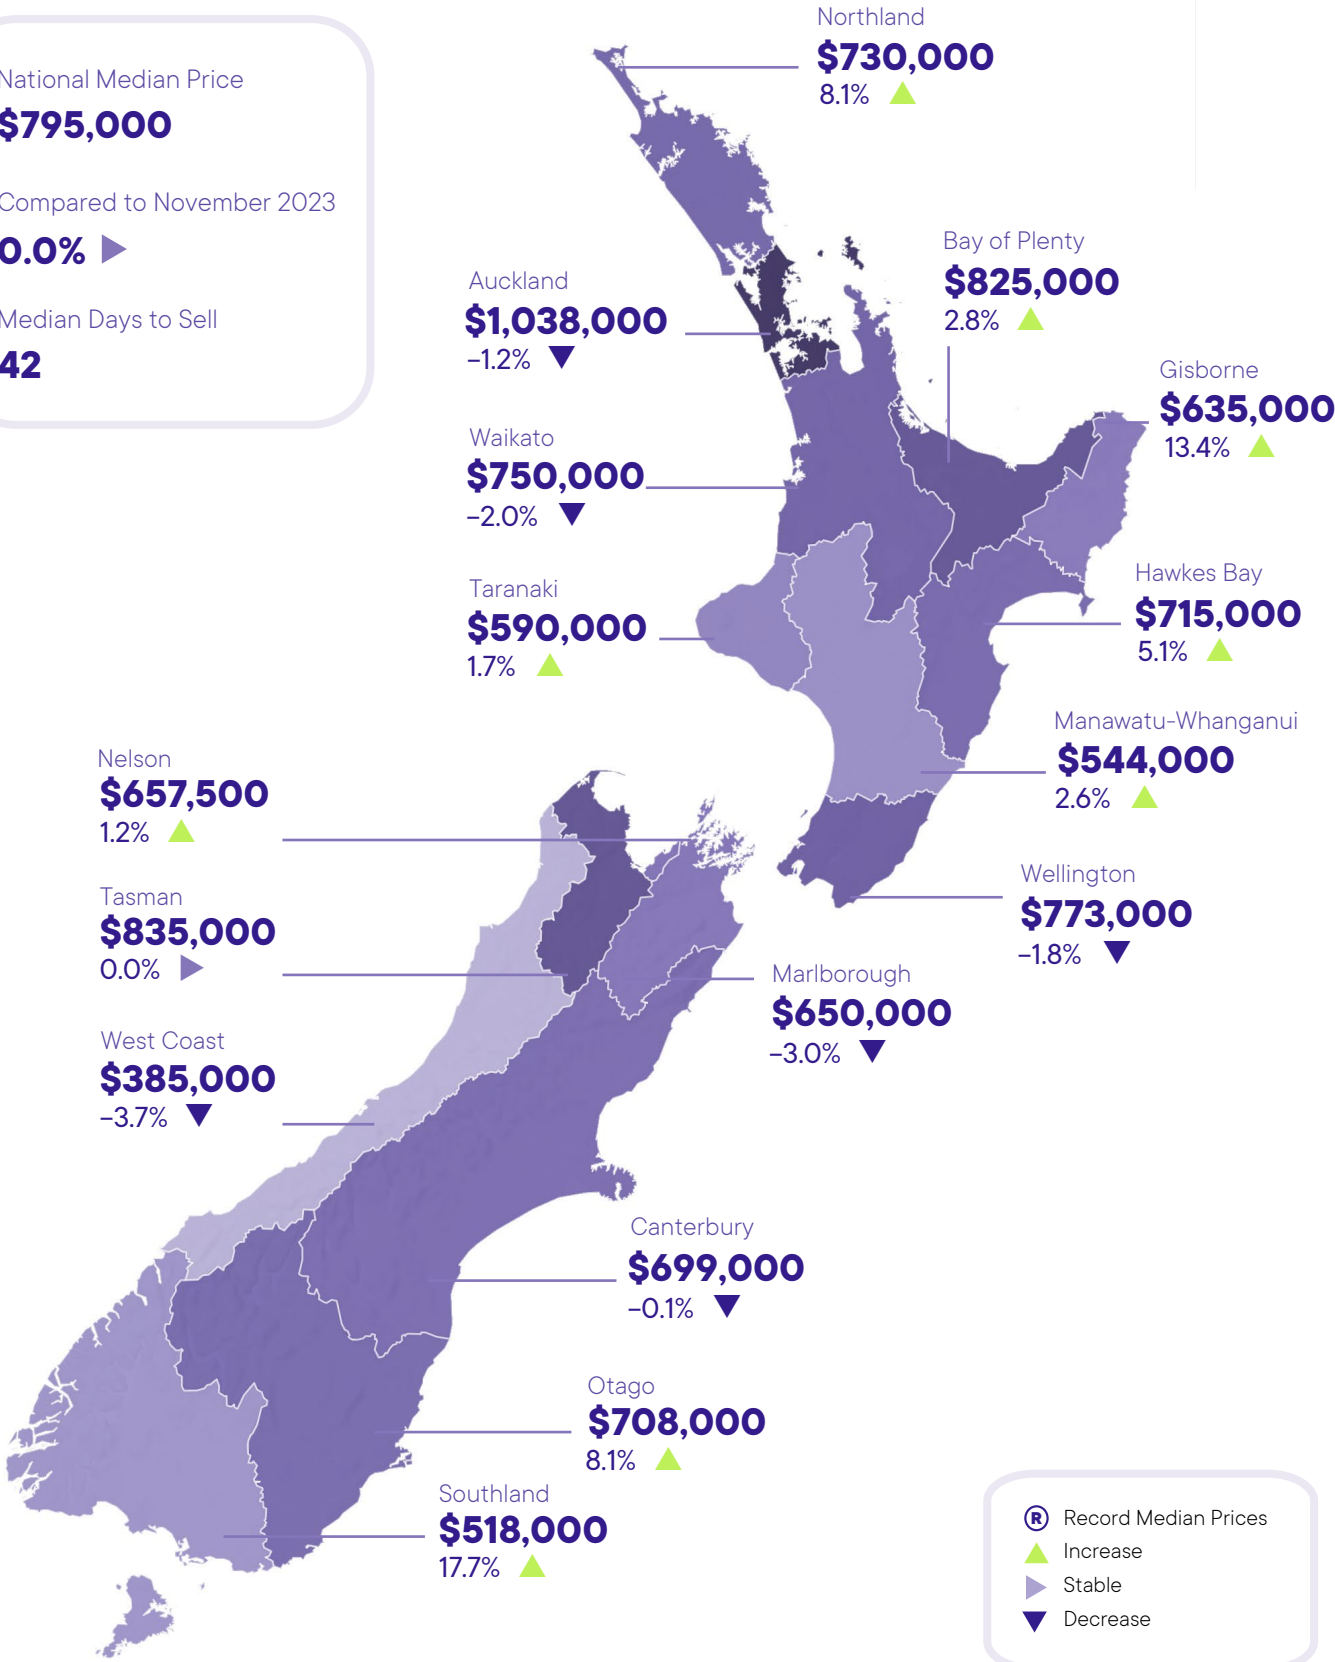 National Median Price
$795,000
Compared to November 2023
0.0%
Median Days to Sell
42
Northland
$730,000
8.1%
Auckland
$1,038,000
-1.2%
Bay of Plenty
$825,000
2.8%
Gisborne
$635,000
13.4%
Waikato
$750,000
-2.0%
Taranaki
$590,000
1.7%
Hawkes Bay
$715,000
5.1%
Manawatu-Whanganui
$544,000
2.6%
Nelson
$657,500
1.2%
Wellington
$773,000
-1.8%
Tasman
$835,000
0.0%
Marlborough
$650,000
-3.0%
West Coast
$385,000
-3.7%
Canterbury
$699,000
-0.1%
Otago
$708,000
8.1%
Southland
$518,000
17.7%
R Record Median Prices
Increase
Stable
Decrease